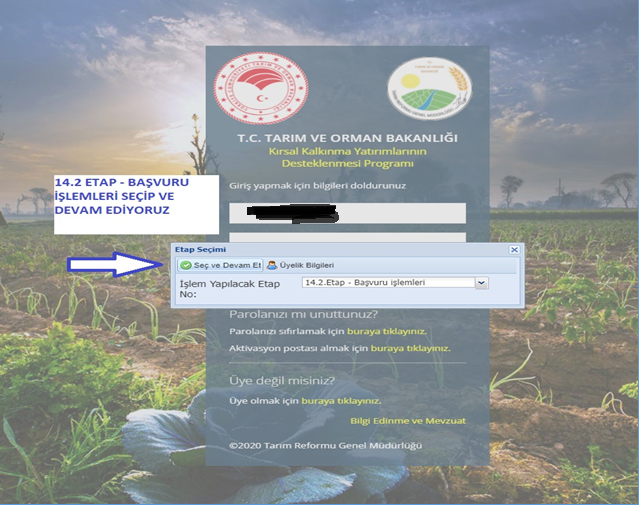 T.C. TARIM VE ORMAN BAKANLIĞI
Kırsal Kalkınma Yatırımlarının
Desteklenmesi Programı
Giriş yapmak için bilgileri doldurunuz
14.2 ETAP - BAŞVURU
İŞLEMLERİ SEÇİP VE
DEVAM EDİYORUZ
Etap Seçimi
Seç ve Devam Et Üyelik Bilgileri
İşlem Yapılacak Etap
No:
14.2.Etap - Başvuru işlemleri
Parolanızı mı unuttunuz?
Parolanızı sıfırlamak için buraya tıklayınız.
Aktivasyon postası almak için buraya tıklayınız.
Üye değil misiniz?
Üye olmak için buraya tıklayınız.
Bilgi Edinme ve Mevzuat
©2020 Tarım Reformu Genel Müdürlüğü